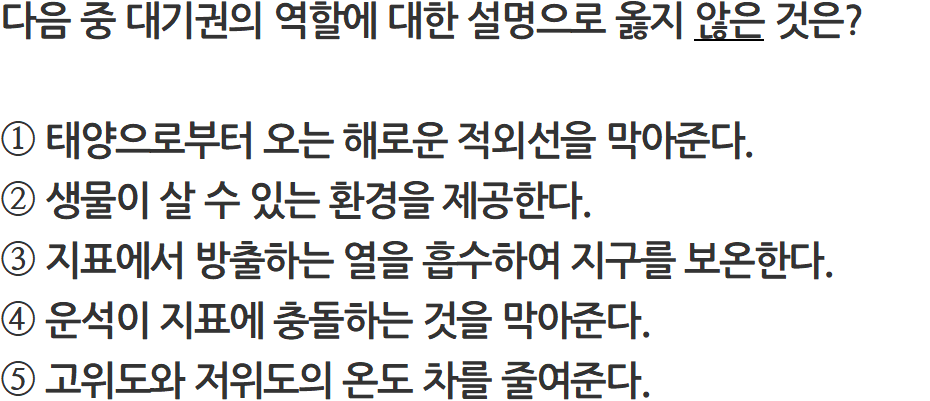 다음 중 대기권의 역할에 대한 설명으로 옳지 않은 것은?
① 태양으로부터 오는 해로운 적외선을 막아준다.
② 생물이 살 수 있는 환경을 제공한다.
③ 지표에서 방출하는 열을 흡수하여 지구를 보온한다.
④ 운석이 지표에 충돌하는 것을 막아준다.
⑤ 고위도와 저위도의 온도 차를 줄여준다.